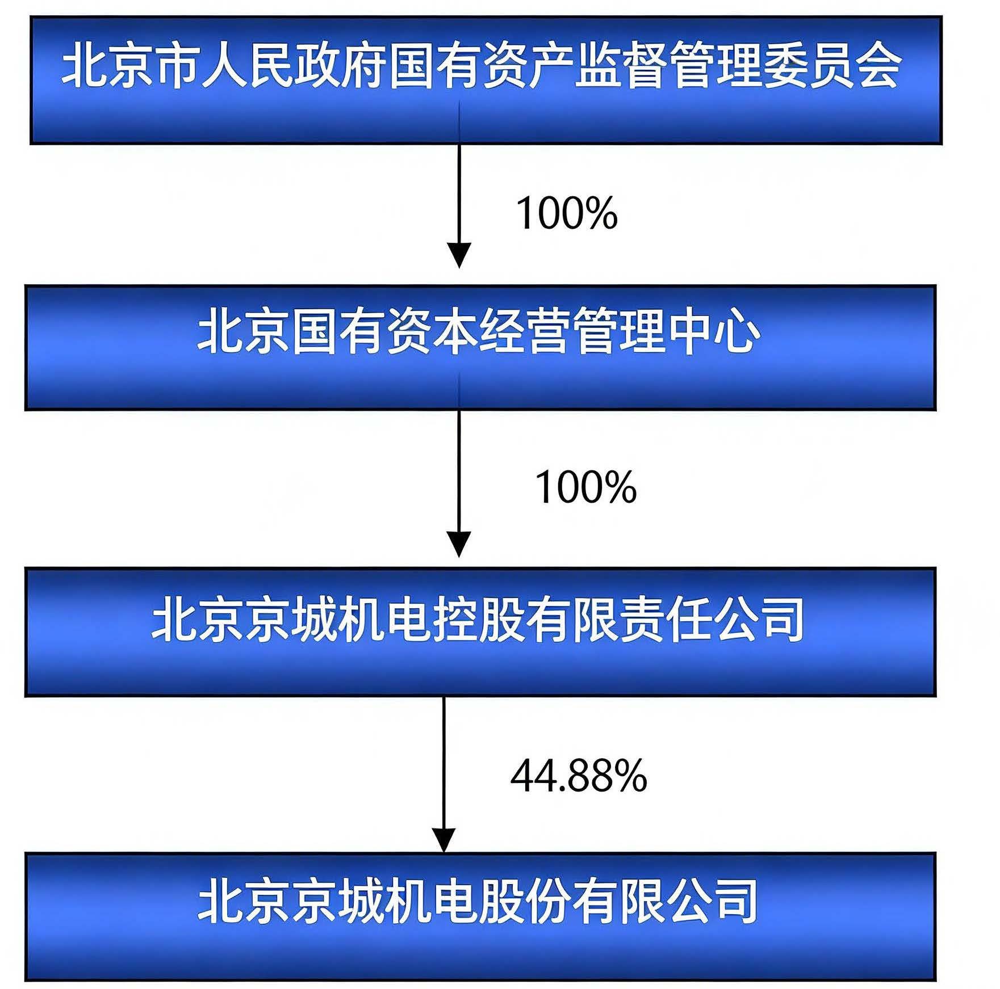 北京市人民政府国有资产监督管理委员会
100%
北京国有资本经营管理中心
100%
北京京城机电控股有限责任公司
44.88%
北京京城机电股份有限公司